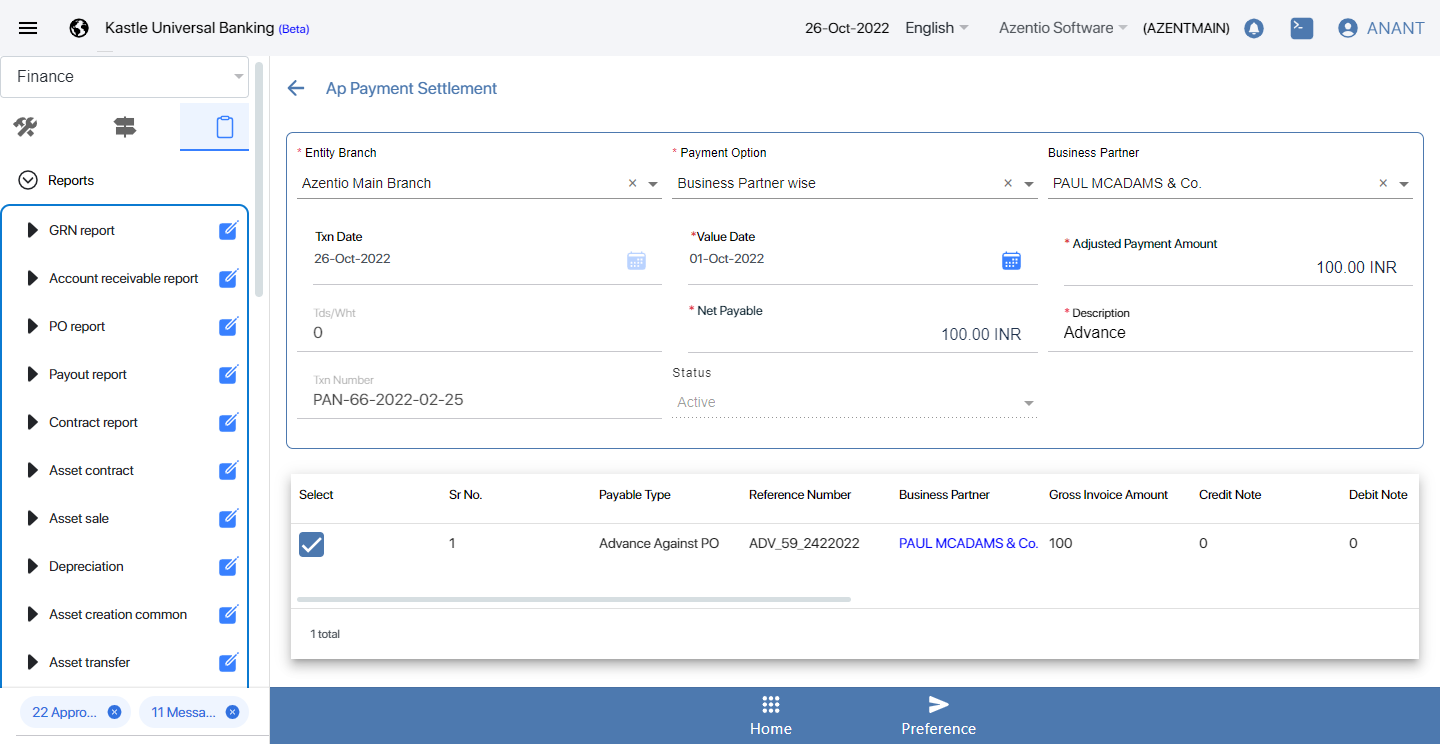 Kastle Universal Banking (Beta)
26-Oct-2022
English
Azentio Software
(AZENTMAIN)
ANANT
Finance
Reports
GRN report
Account receivable report
PO report
Payout report
Contract report
Asset contract
Asset sale
Depreciation
Asset creation common
Asset transfer
22 Appro...
11 Messa...
Ap Payment Settlement
* Entity Branch
Azentio Main Branch
* Payment Option
Business Partner wise
Business Partner
PAUL MCADAMS & Co.
Txn Date
26-Oct-2022
*Value Date
01-Oct-2022
* Adjusted Payment Amount
100.00 INR
Tds/Wht
0
* Net Payable
100.00 INR
* Description
Advance
Txn Number
PAN-66-2022-02-25
Status
Active
Select Sr No. Payable Type Reference Number Business Partner Gross Invoice Amount Credit Note Debit Note
1 Advance Against PO ADV_59_2422022 PAUL MCADAMS & Co. 100 0 0
1 total
Home
Preference